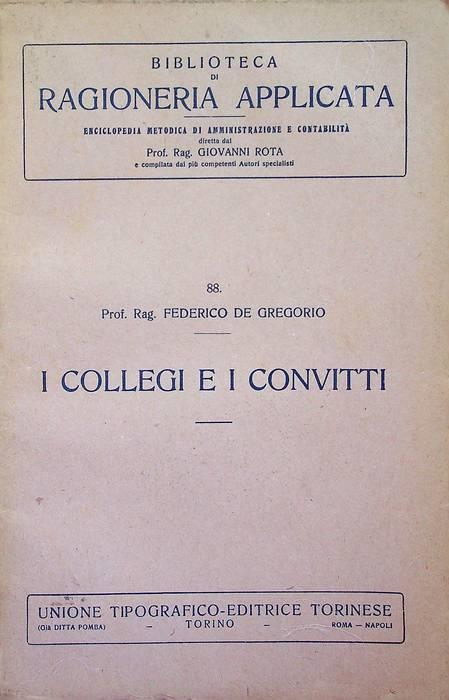 BIBLIOTECA
DI
RAGIONERIA APPLICATA
ENCICLOPEDIA METODICA DI AMMINISTRAZIONE E CONTABILITÀ
diretta dal
Prof. Rag. GIOVANNI ROTA
e compilata dai più competenti Autori specialisti
88.
Prof. Rag. FEDERICO DE GREGORIO
I COLLEGI E I CONVITTI
UNIONE TIPOGRAFICO-EDITRICE TORINESE
(Già DITTA POMBA) – TORINO – ROMA — NAPOLI